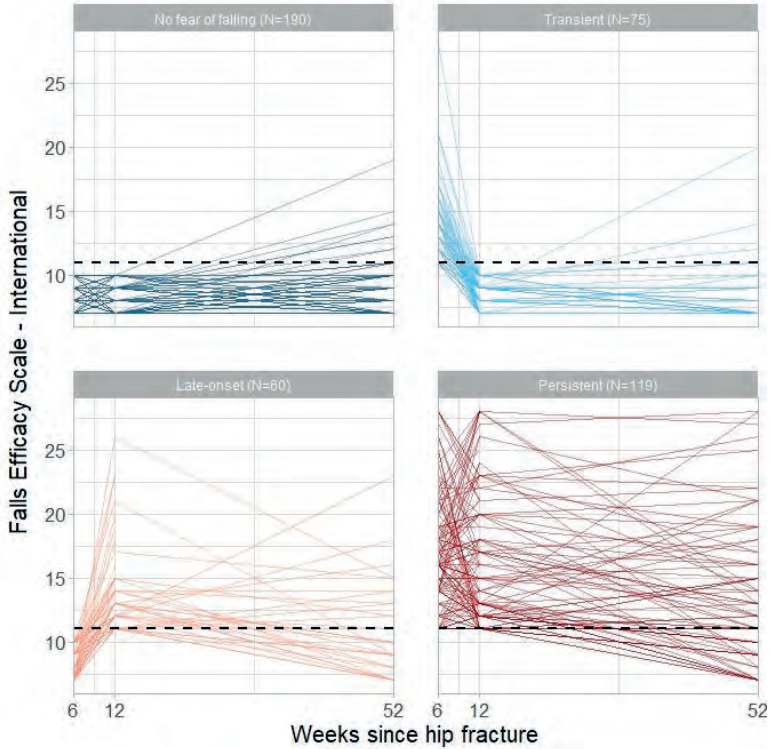 No fear of falling (N=190)
Transient (N=75)
25
20
15
10
Late-onset (N=60)
Persistent (N=119)
25
20
15
10
6 12 52
6 12 52
Falls Efficacy Scale - International
Weeks since hip fracture